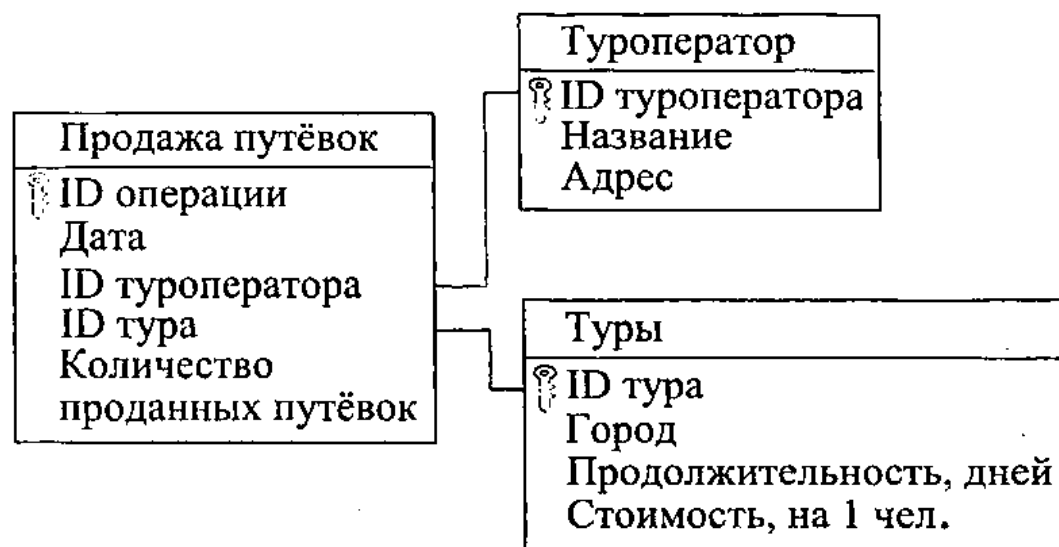 Продажа путёвок
ID операции
Дата
ID туроператора
ID тура
Количество
проданных путёвок
Туроператор
ID туроператора
Название
Адрес
Туры
ID тура
Город
Продолжительность, дней
Стоимость, на 1 чел.